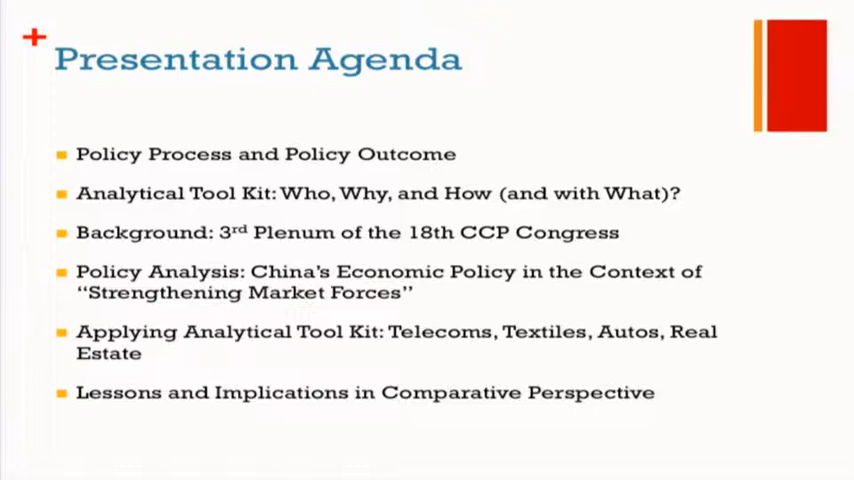 Presentation Agenda
Policy Process and Policy Outcome
Analytical Tool Kit: Who, Why, and How (and with What)?
Background: 3rd Plenum of the 18th CCP Congress
Policy Analysis: China's Economic Policy in the Context of
"Strengthening Market Forces"
Applying Analytical Tool Kit: Telecoms, Textiles, Autos, Real
Estate
Lessons and Implications in Comparative Perspective